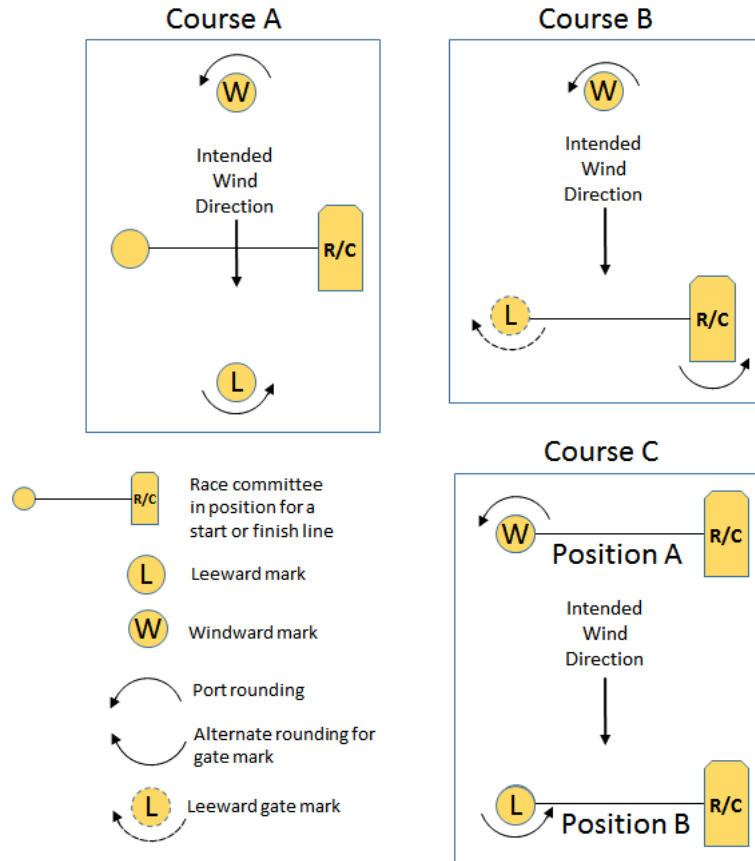 Course A
W
Intended
Wind
Direction
R/C
L
Course B
W
Intended
Wind
Direction
L
R/C
R/C
Race committee
in position for a
start or finish line
L
Leeward mark
W
Windward mark
Port rounding
Alternate rounding for
gate mark
L
Leeward gate mark
Course C
W
R/C
Position A
Intended
Wind
Direction
L
R/C
Position B